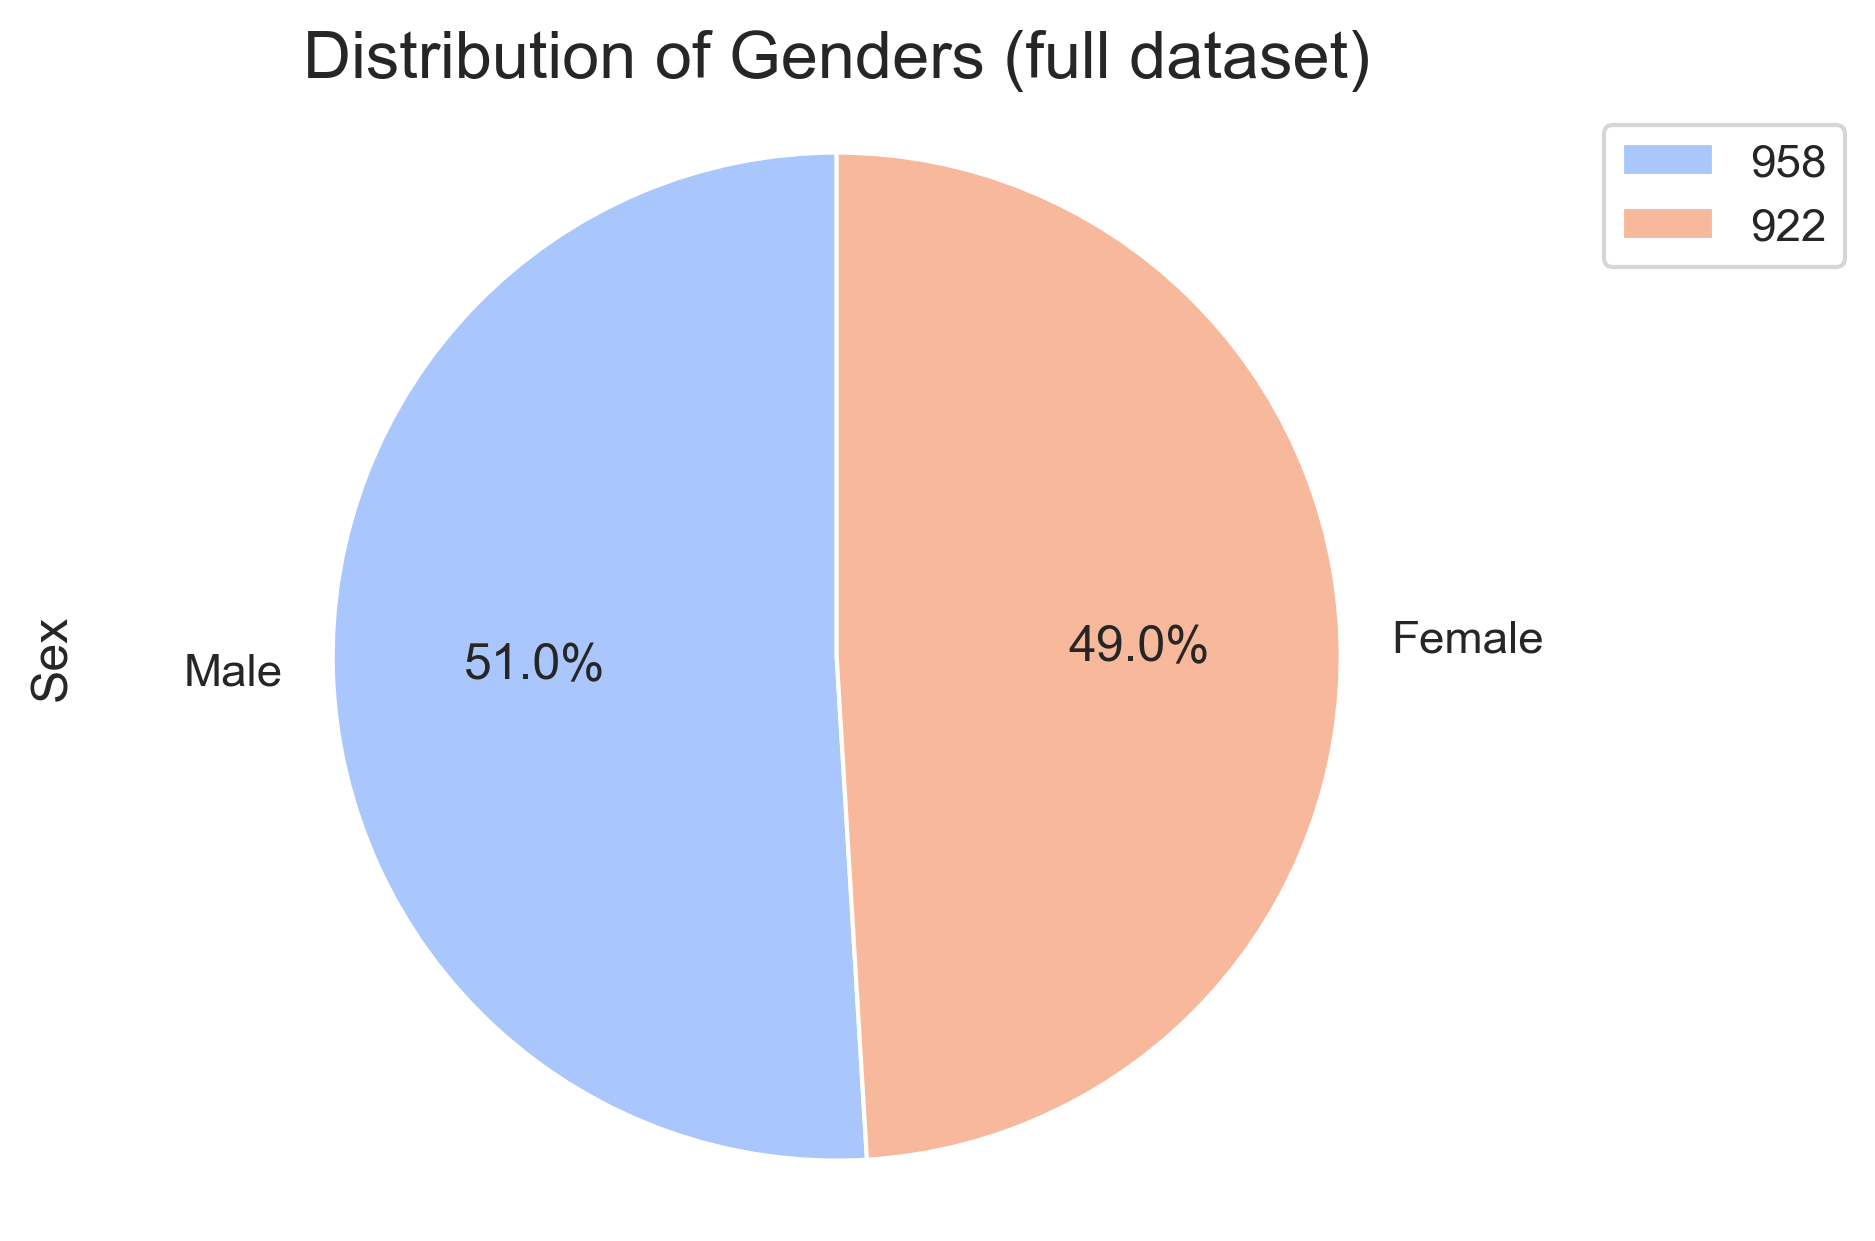 Distribution of Genders (full dataset)
958
922
Sex
Male
51.0%
49.0%
Female